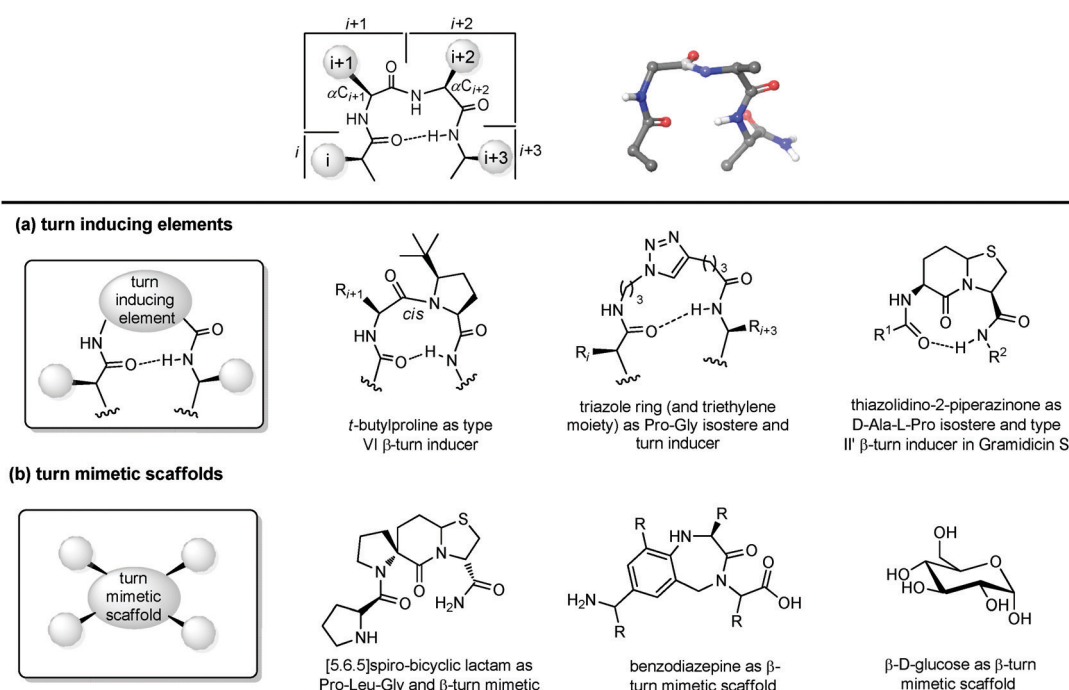 i+1
i+2
i+1
O
i+2
αCi+1
N
H
αCi+2
HN
O
O
H
N
i
i
i+3
i+3
(a) turn inducing elements
turn
inducing
element
O
HN
O
H
N
Ri+1
O
N
cis
HN
O
O
H
N
t-butylproline as type
VI β-turn inducer
N
N
N
3
3
O
HN
H
N
O
Ri
Ri+3
triazole ring (and triethylene
moiety) as Pro-Gly isostere and
turn inducer
S
N
HN
O
O
R1
O
H
N
R2
thiazolidino-2-piperazinone as
D-Ala-L-Pro isostere and type
II' β-turn inducer in Gramidicin S
(b) turn mimetic scaffolds
turn
mimetic
scaffold
S
N
N
O
O
O
H2N
NH
[5.6.5]spiro-bicyclic lactam as
Pro-Leu-Gly and β-turn mimetic
R
R
HN
O
N
O
H2N
OH
R
R
benzodiazepine as β-
turn mimetic scaffold
OH
O
HO
HO
OH
OH
β-D-glucose as β-turn
mimetic scaffold